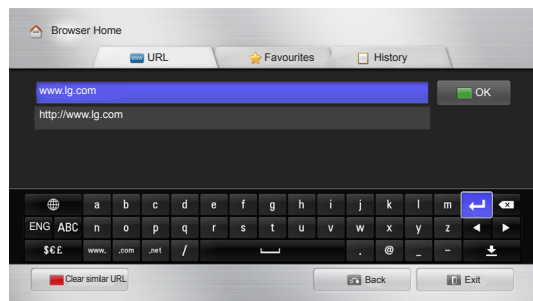 Browser Home
URL Favourites History
www.lg.com OK
http://www.lg.com
a b c d e f g h i j k l m
ENG ABC n o p q r s t u v w x y z
$€£ www. .com .net / . @ _ -
Clear similar URL Back Exit